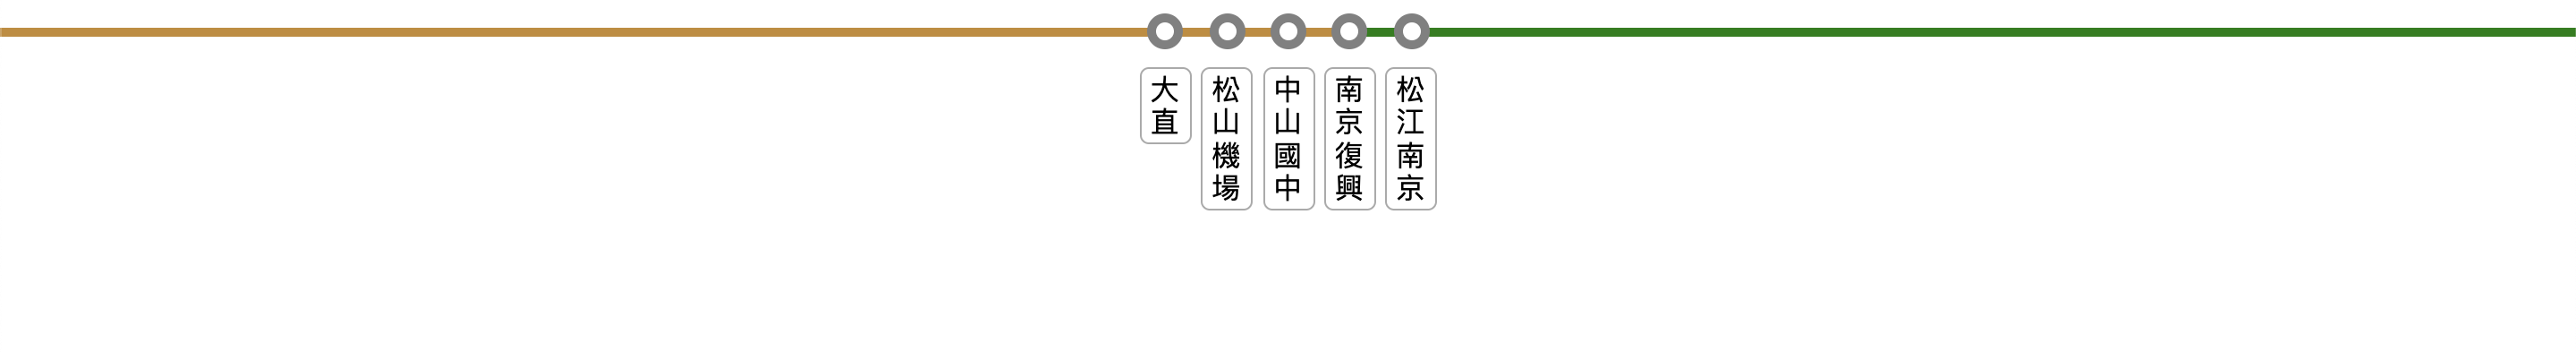 大直
松山機場
中山國中
南京復興
松江南京